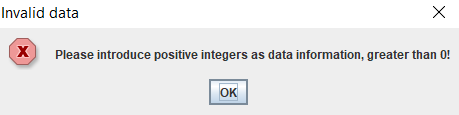 Invalid data
Please introduce positive integers as data information, greater than 0!
OK